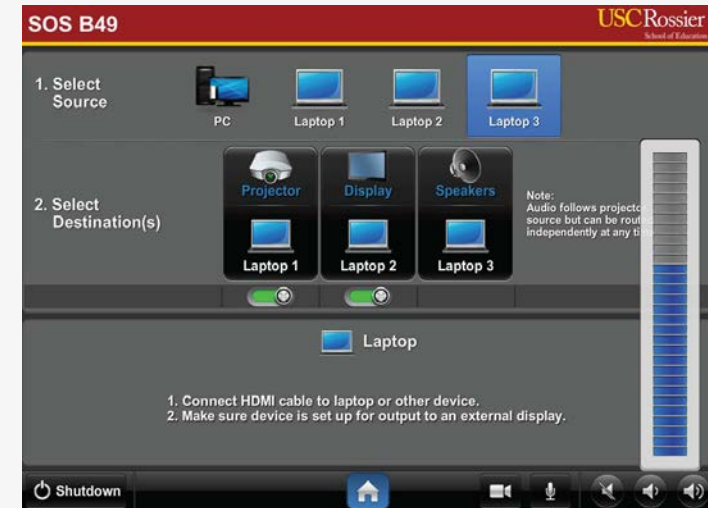 SOS B49
USC Rossier
School of Education
1. Select
Source
PC
Laptop 1
Laptop 2
Laptop 3
2. Select
Destination(s)
Projector
Display
Speakers
Laptop 1
Laptop 2
Laptop 3
Note:
Audio follows projector
source but can be rout
independently at any ti
Laptop
1. Connect HDMI cable to laptop or other device.
2. Make sure device is set up for output to an external display.
Shutdown